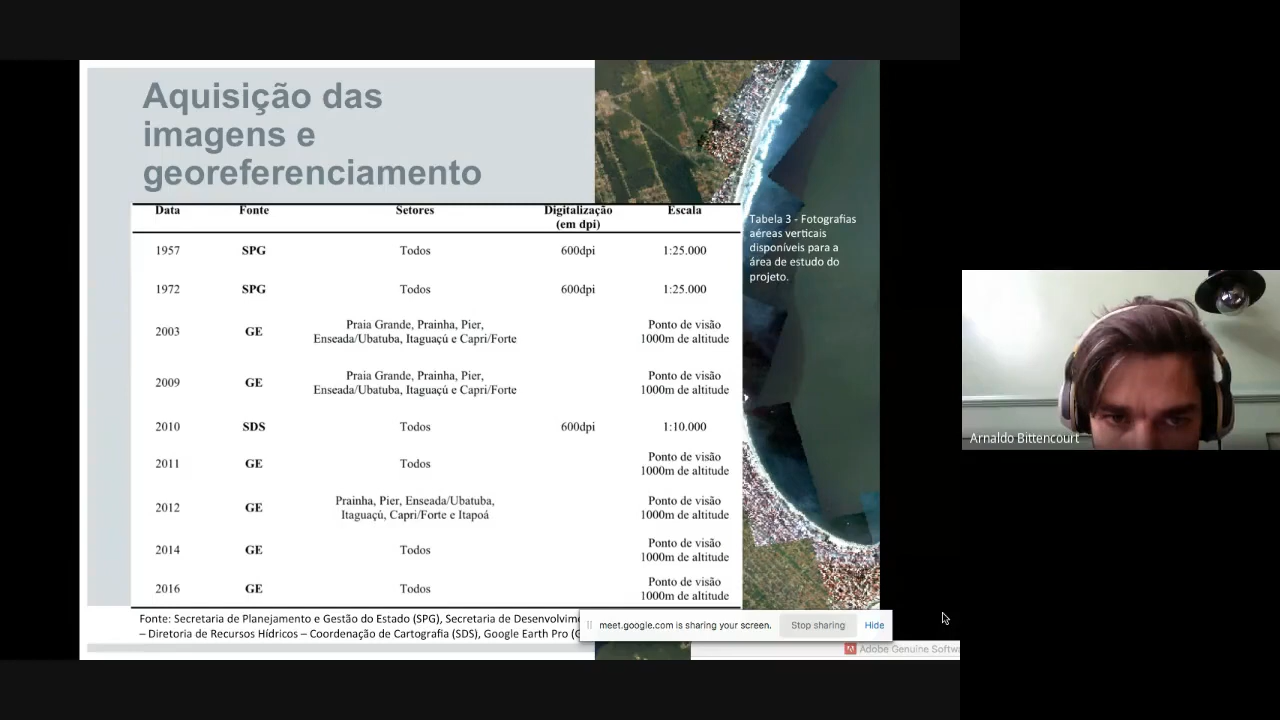 Aquisição das
imagens e
georeferenciamento
Data Fonte Setores Digitalização (em dpi) Escala
1957 SPG Todos 600dpi 1:25.000
1972 SPG Todos 600dpi 1:25.000
2003 GE Praia Grande, Prainha, Pier, Enseada/Ubatuba, Itaguaçú e Capri/Forte Ponto de visão 1000m de altitude
2009 GE Praia Grande, Prainha, Pier, Enseada/Ubatuba, Itaguaçú e Capri/Forte Ponto de visão 1000m de altitude
2010 SDS Todos 600dpi 1:10.000
2011 GE Todos Ponto de visão 1000m de altitude
2012 GE Prainha, Pier, Enseada/Ubatuba, Itaguaçú, Capri/Forte e Itapoá Ponto de visão 1000m de altitude
2014 GE Todos Ponto de visão 1000m de altitude
2016 GE Todos Ponto de visão 1000m de altitude
Tabela 3 - Fotografias
aéreas verticais
disponíveis para a
área de estudo do
projeto.
Fonte: Secretaria de Planejamento e Gestão do Estado (SPG), Secretaria de
– Diretoria de Recursos Hídricos – Coordenação de Cartografia (SDS), Google Earth Pro
meet.google.com is sharing your screen. Stop sharing Hide
Adobe Genuine
Arnaldo Bittencourt